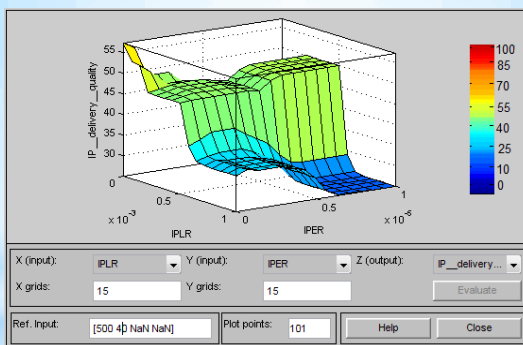 IP__delivery__quality
55
50
45
40
35
30
0
0.5
1
x 10⁻³
IPLR
0
0.5
1
x 10⁻⁵
IPER
100
85
70
60
40
25
10
0
X (input): IPLR Y (input): IPER Z (output): IP__delivery...
X grids: 15 Y grids: 15 Evaluate
Ref. Input: [500 40 NaN NaN] Plot points: 101 Help Close